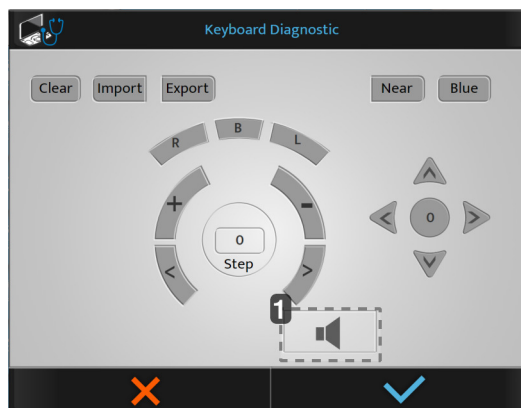 Keyboard Diagnostic
Clear Import Export Near Blue
R B L
+ -
0 0
Step
< >
1